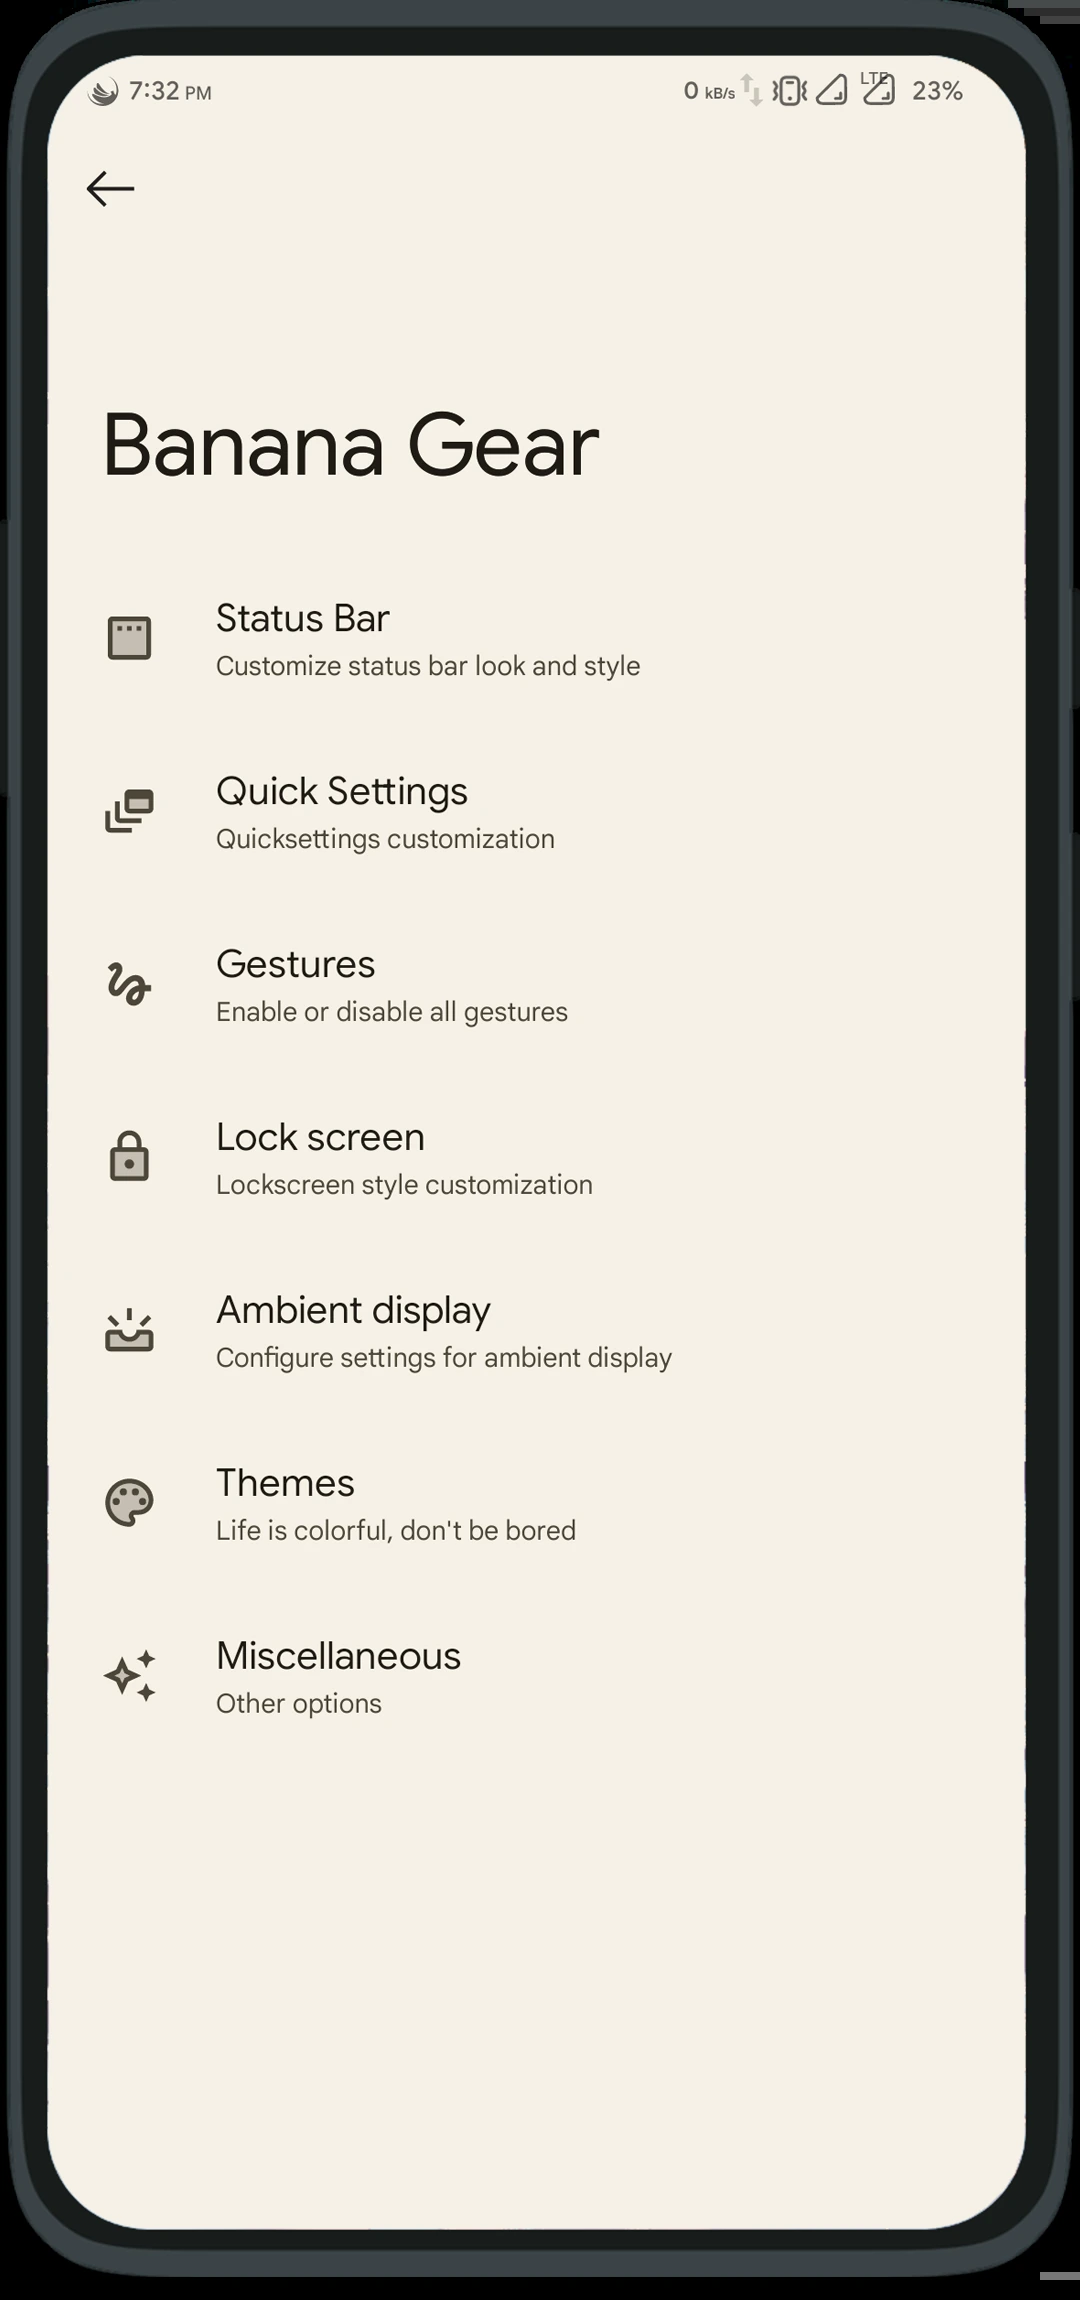 7:32 PM 0 kB/s LTE 23%
Banana Gear
Status Bar
Customize status bar look and style
Quick Settings
Quicksettings customization
Gestures
Enable or disable all gestures
Lock screen
Lockscreen style customization
Ambient display
Configure settings for ambient display
Themes
Life is colorful, don't be bored
Miscellaneous
Other options